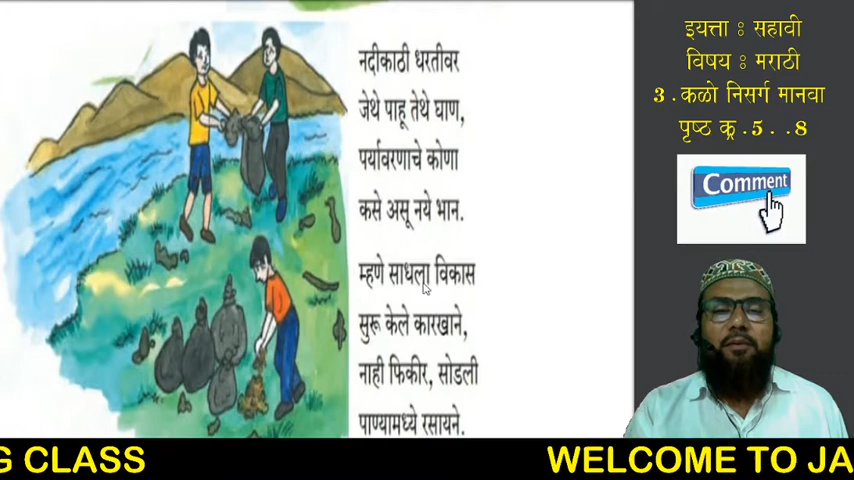 नदीकाठी धरतीवर
जेथे पाहू तेथे घाण,
पर्यावरणाचे कोणा
कसे असू नये भान.
म्हणे साधला विकास
सुरू केले कारखाने,
नाही फिकीर, सोडली
पाण्यामध्ये रसायने.
इयत्ता : सहावी
विषय : मराठी
3 .कळो निसर्ग मानवा
पृष्ठ क्र .5 . .8
Comment
G CLASS
WELCOME TO JA